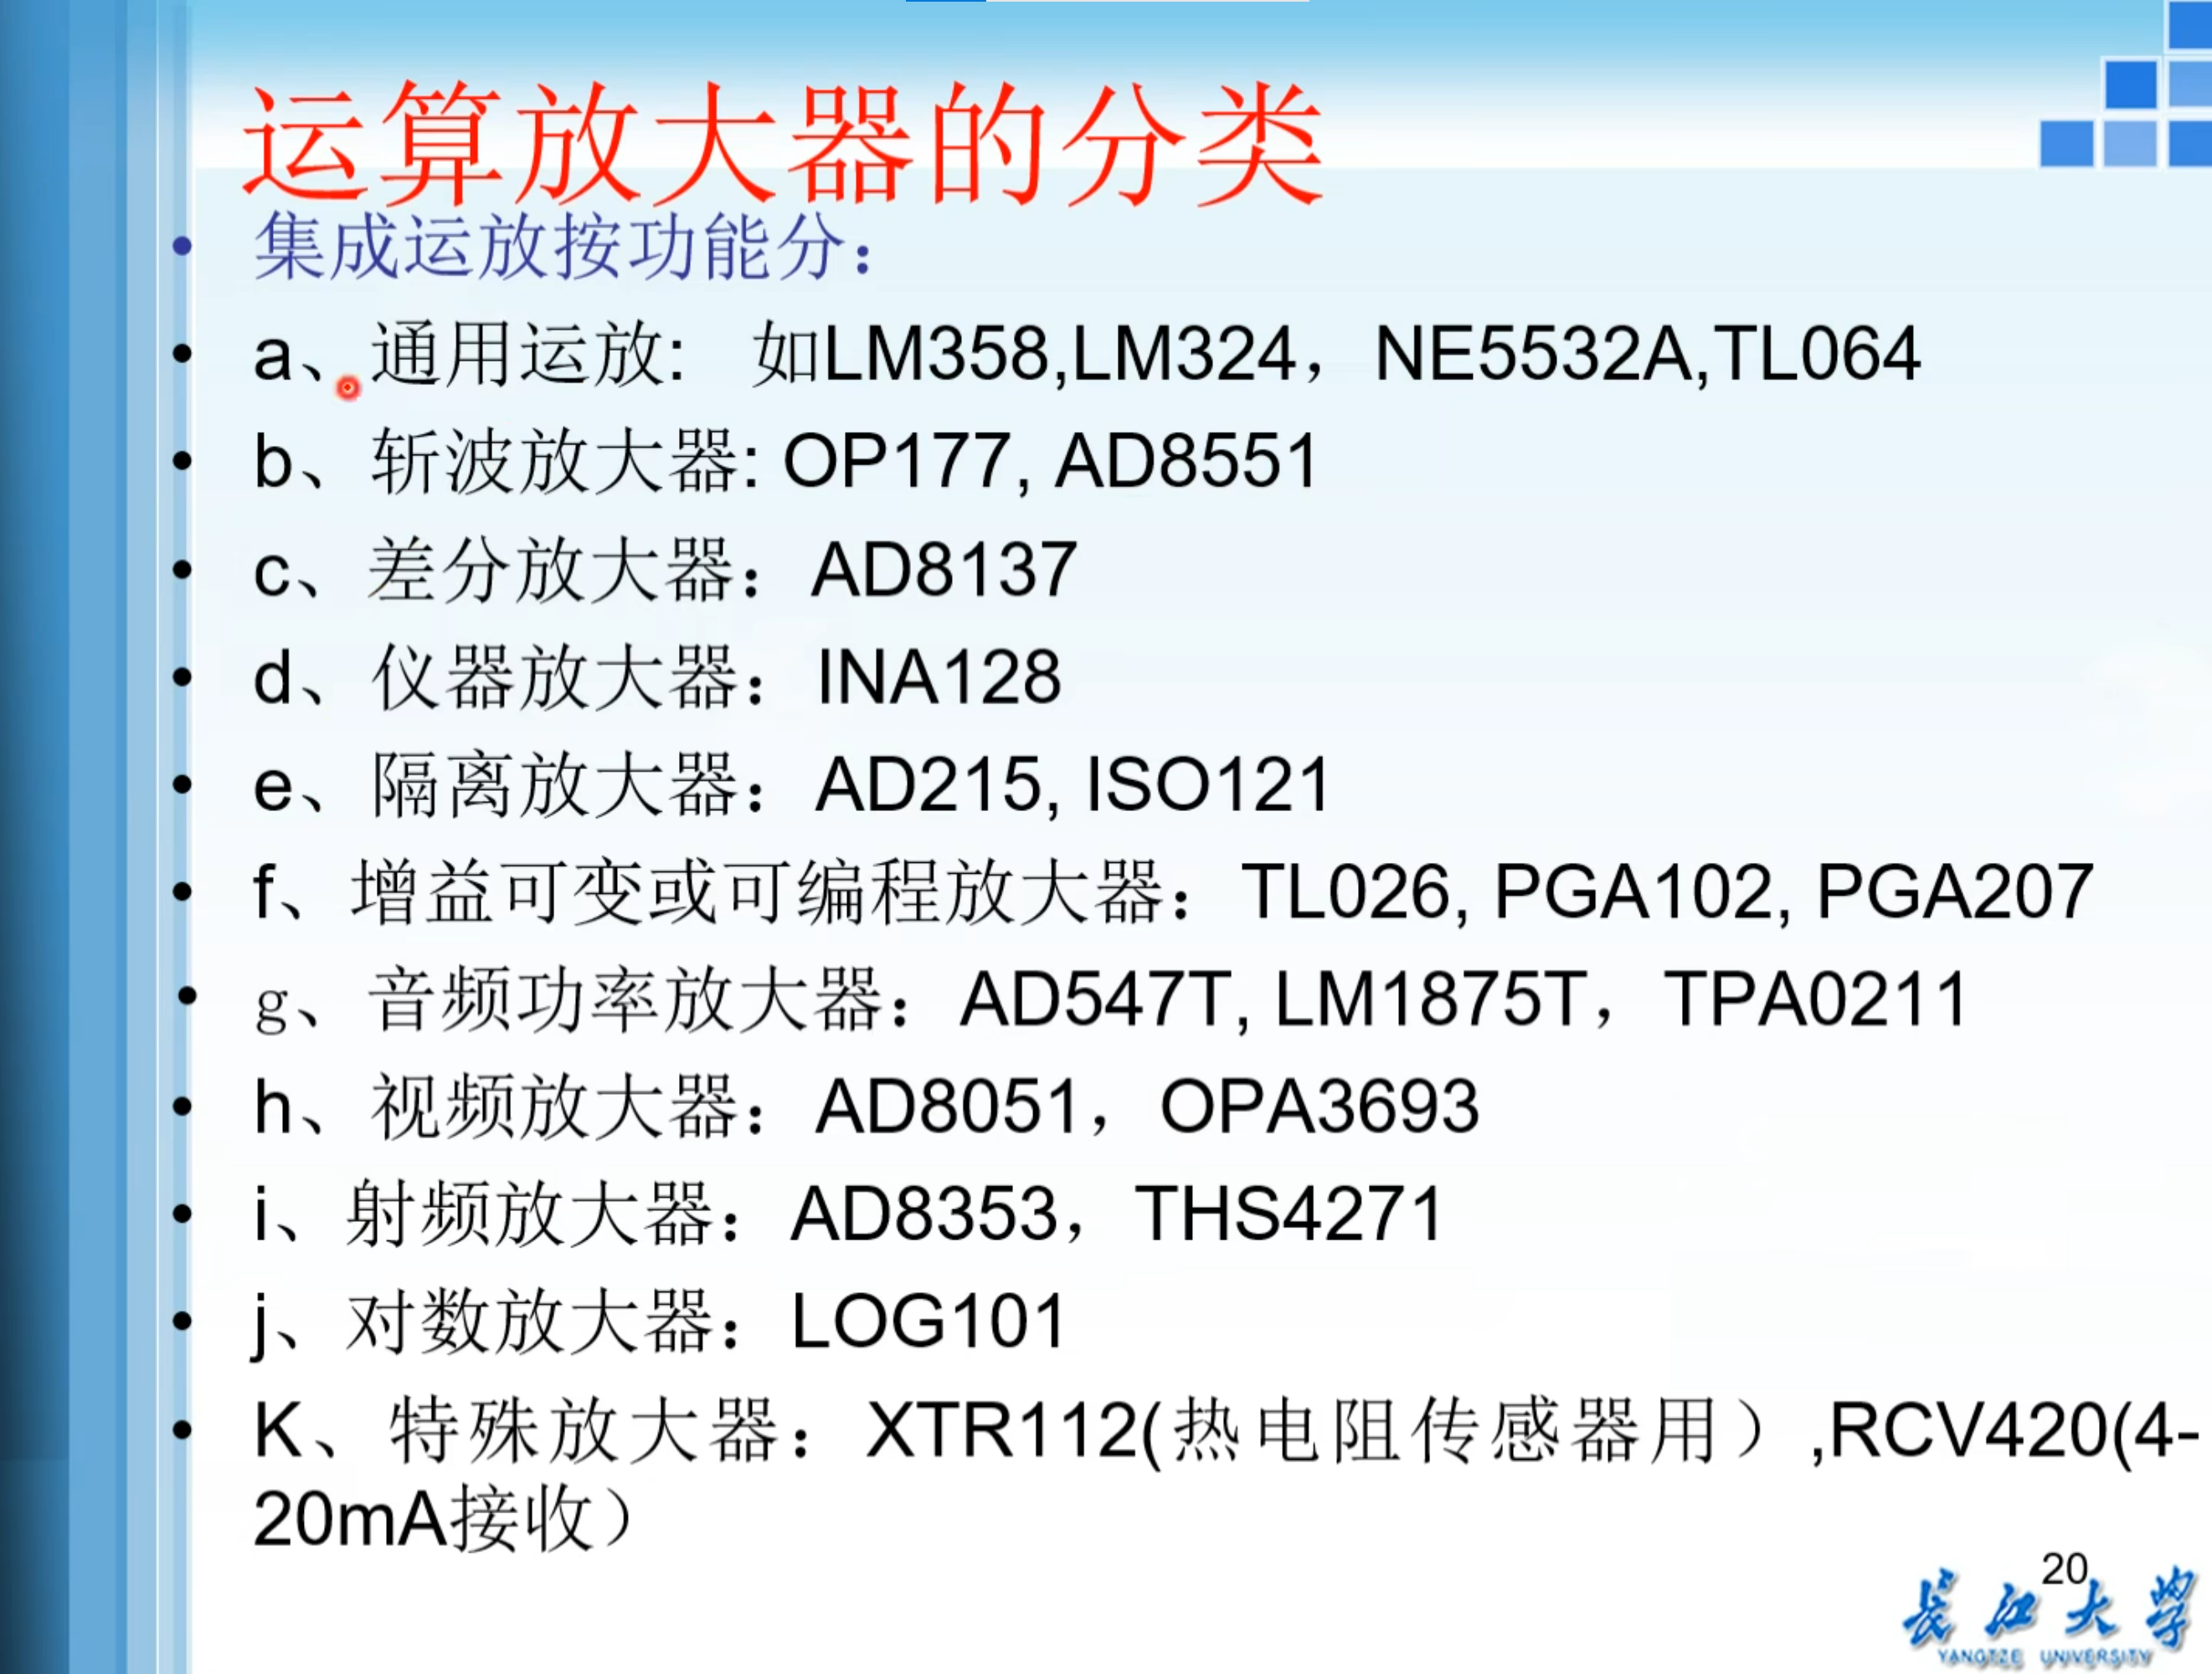 运算放大器的分类
• 集成运放按功能分：
• a、通用运放: 如LM358,LM324，NE5532A,TL064
• b、斩波放大器: OP177, AD8551
• c、差分放大器：AD8137
• d、仪器放大器：INA128
• e、隔离放大器：AD215, ISO121
• f、增益可变或可编程放大器：TL026, PGA102, PGA207
• g、音频功率放大器：AD547T, LM1875T，TPA0211
• h、视频放大器：AD8051，OPA3693
• i、射频放大器：AD8353，THS4271
• j、对数放大器：LOG101
• K、特殊放大器：XTR112(热电阻传感器用）,RCV420(4-
20mA接收）
20
長江大学
YANGTZE UNIVERSITY